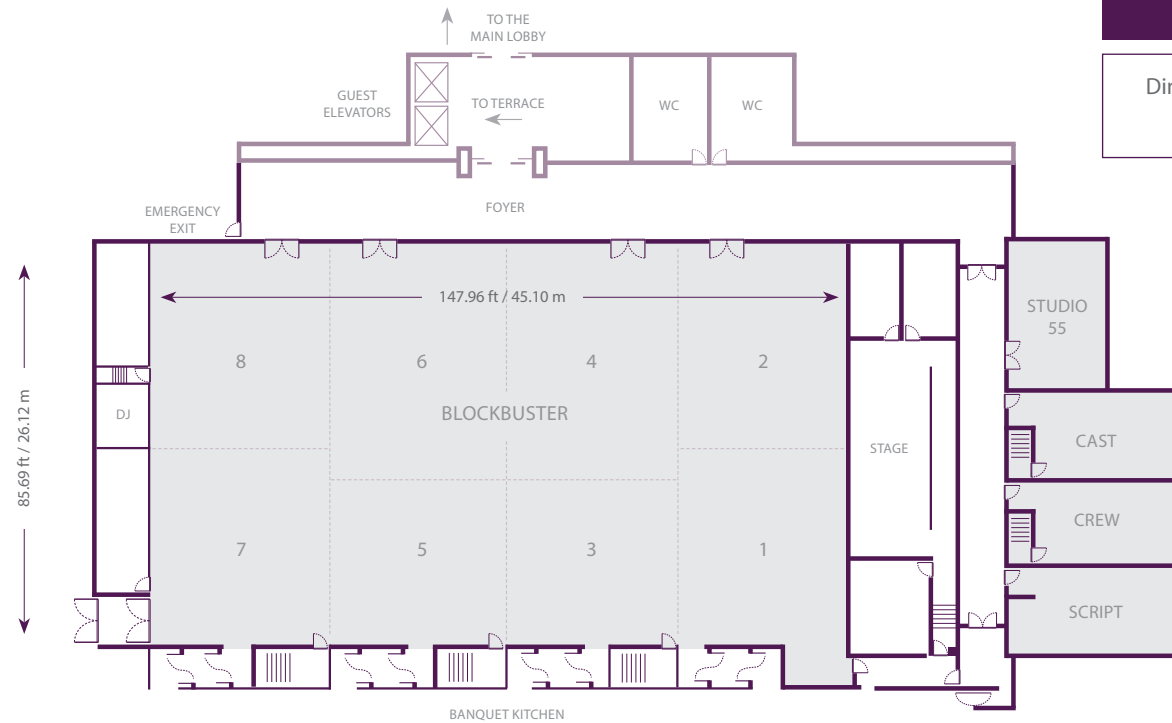 TO THE
MAIN LOBBY
GUEST
ELEVATORS
TO TERRACE
WC
WC
EMERGENCY
EXIT
FOYER
147.96 ft / 45.10 m
85.69 ft / 26.12 m
8
6
4
2
STUDIO
55
DJ
BLOCKBUSTER
STAGE
CAST
7
5
3
1
CREW
SCRIPT
BANQUET KITCHEN